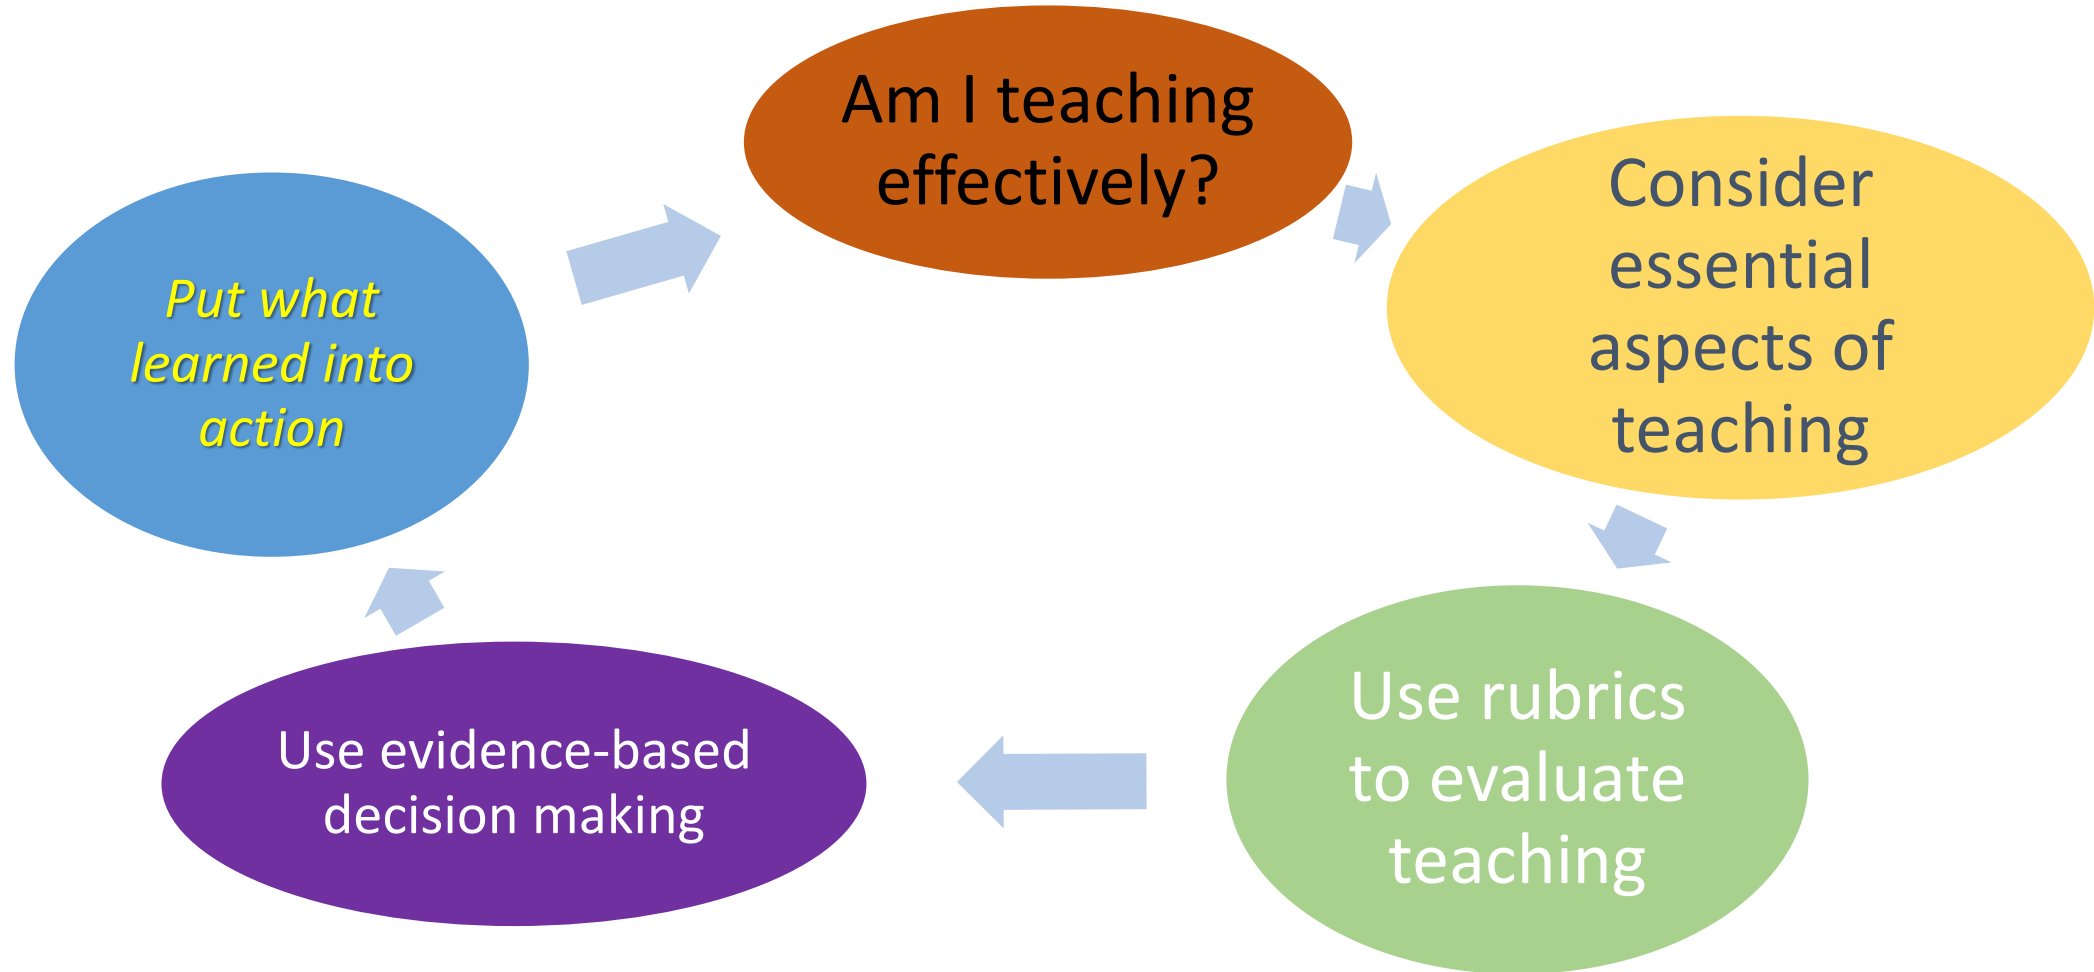 Am I teaching
effectively?
Consider
essential
aspects of
teaching
Use rubrics
to evaluate
teaching
Use evidence-based
decision making
Put what
learned into
action